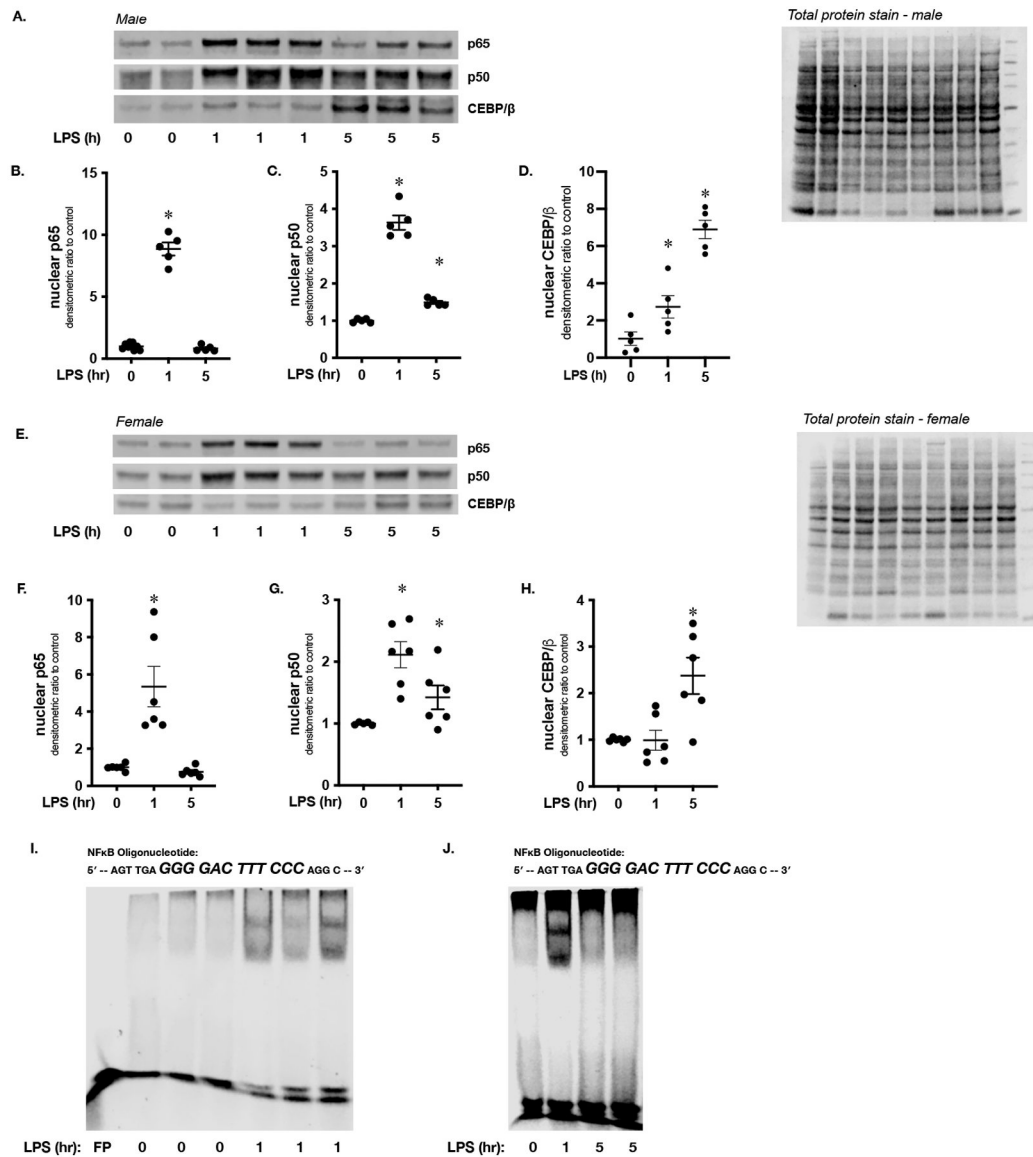 A.
Male
Total protein stain - male
p65
p50
CEBP/β
LPS (h) 0 0 1 1 1 5 5 5
B.
nuclear p65
densitometric ratio to control
15
10
5
0
LPS (hr) 0 1 5
*
C.
nuclear p50
densitometric ratio to control
5
4
3
2
1
0
LPS (hr) 0 1 5
*
*
D.
nuclear CEBP/β
densitometric ratio to control
10
8
6
4
2
0
LPS (h) 0 1 5
*
*
E.
Female
Total protein stain - female
p65
p50
CEBP/β
LPS (h) 0 0 1 1 1 5 5 5
F.
nuclear p65
densitometric ratio to control
10
8
6
4
2
0
LPS (hr) 0 1 5
*
G.
nuclear p50
densitometric ratio to control
3
2
1
0
LPS (hr) 0 1 5
*
*
H.
nuclear CEBP/β
densitometric ratio to control
4
3
2
1
0
LPS (hr) 0 1 5
*
I.
NFκB Oligonucleotide:
5′ -- AGT TGA GGG GAC TTT CCC AGG C -- 3′
LPS (hr): FP 0 0 0 1 1 1
J.
NFκB Oligonucleotide:
5′ -- AGT TGA GGG GAC TTT CCC AGG C -- 3′
LPS (hr): 0 1 5 5